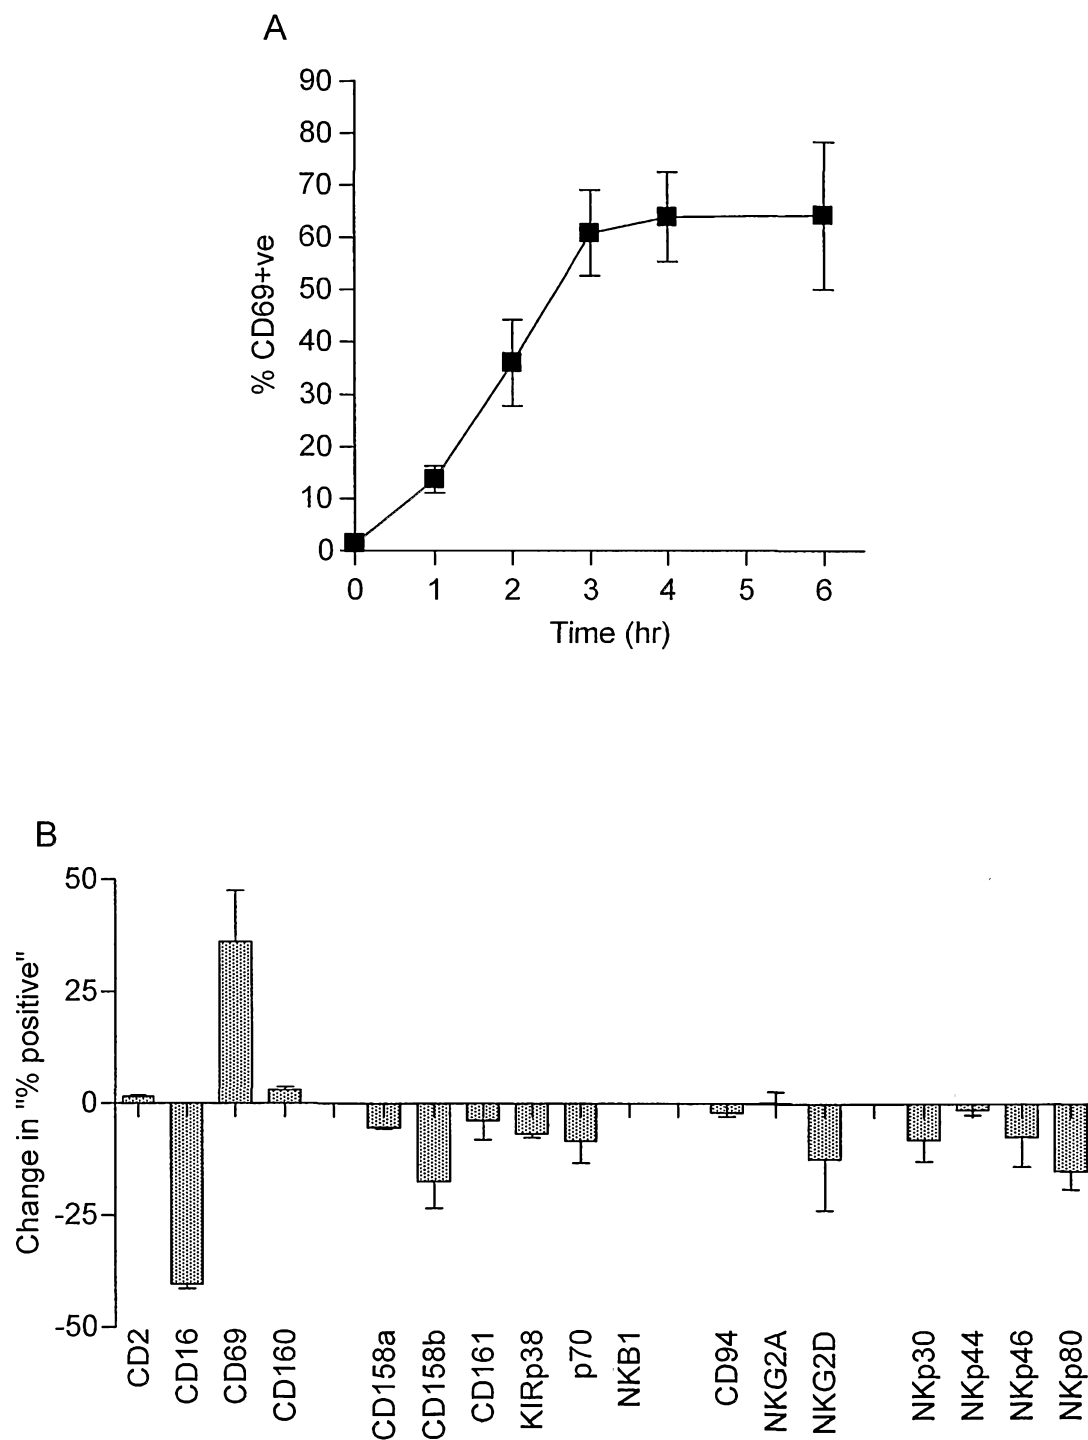 A
90
80
70
60
50
40
30
20
10
0
% CD69+ve
0 1 2 3 4 5 6
Time (hr)
B
50
25
0
-25
-50
Change in "% positive"
CD2 CD16 CD69 CD160 CD158a CD158b CD161 KIRp38 p70 NKB1 CD94 NKG2A NKG2D NKp30 NKp44 NKp46 NKp80